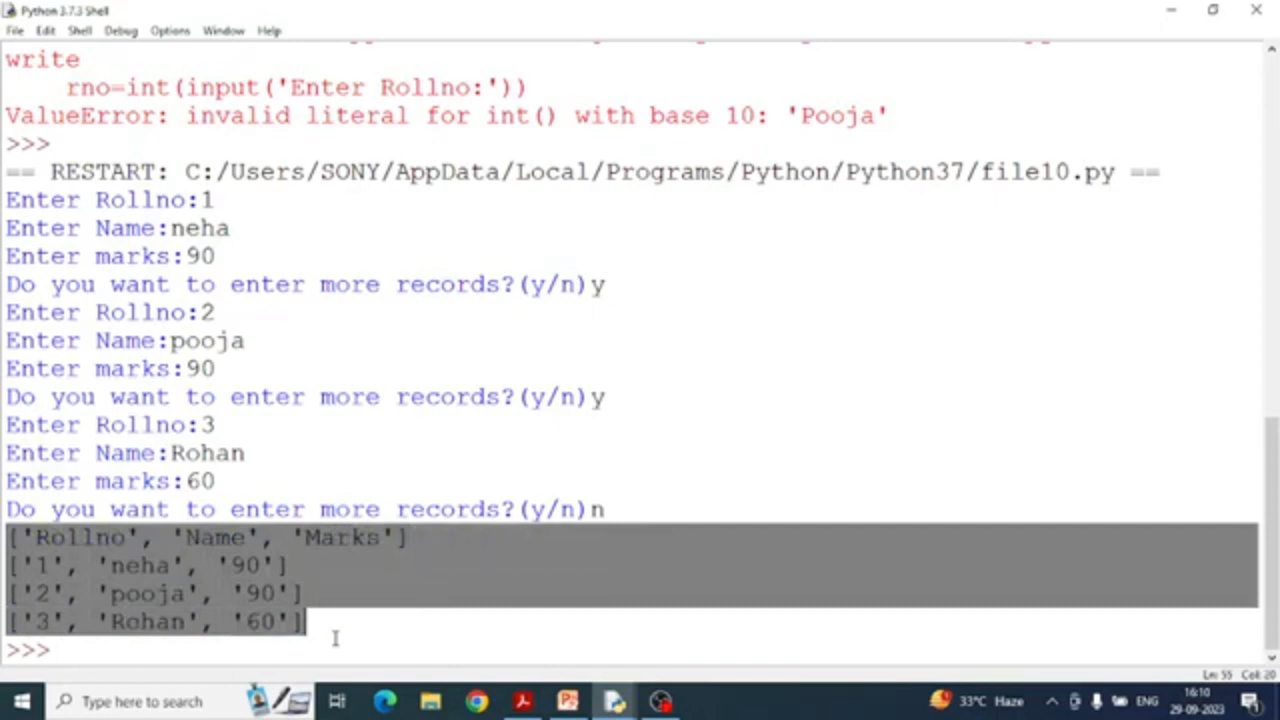 Python 3.7.3 Shell
File Edit Shell Debug Options Window Help
write
    rno=int(input('Enter Rollno:'))
ValueError: invalid literal for int() with base 10: 'Pooja'
>>>
== RESTART: C:/Users/SONY/AppData/Local/Programs/Python/Python37/file10.py ==
Enter Rollno:1
Enter Name:neha
Enter marks:90
Do you want to enter more records?(y/n)y
Enter Rollno:2
Enter Name:pooja
Enter marks:90
Do you want to enter more records?(y/n)y
Enter Rollno:3
Enter Name:Rohan
Enter marks:60
Do you want to enter more records?(y/n)n
['Rollno', 'Name', 'Marks']
['1', 'neha', '90']
['2', 'pooja', '90']
['3', 'Rohan', '60']
>>>
Ln: 55 Col: 20
Type here to search
33°C Haze
ENG
16:10
29-09-2023